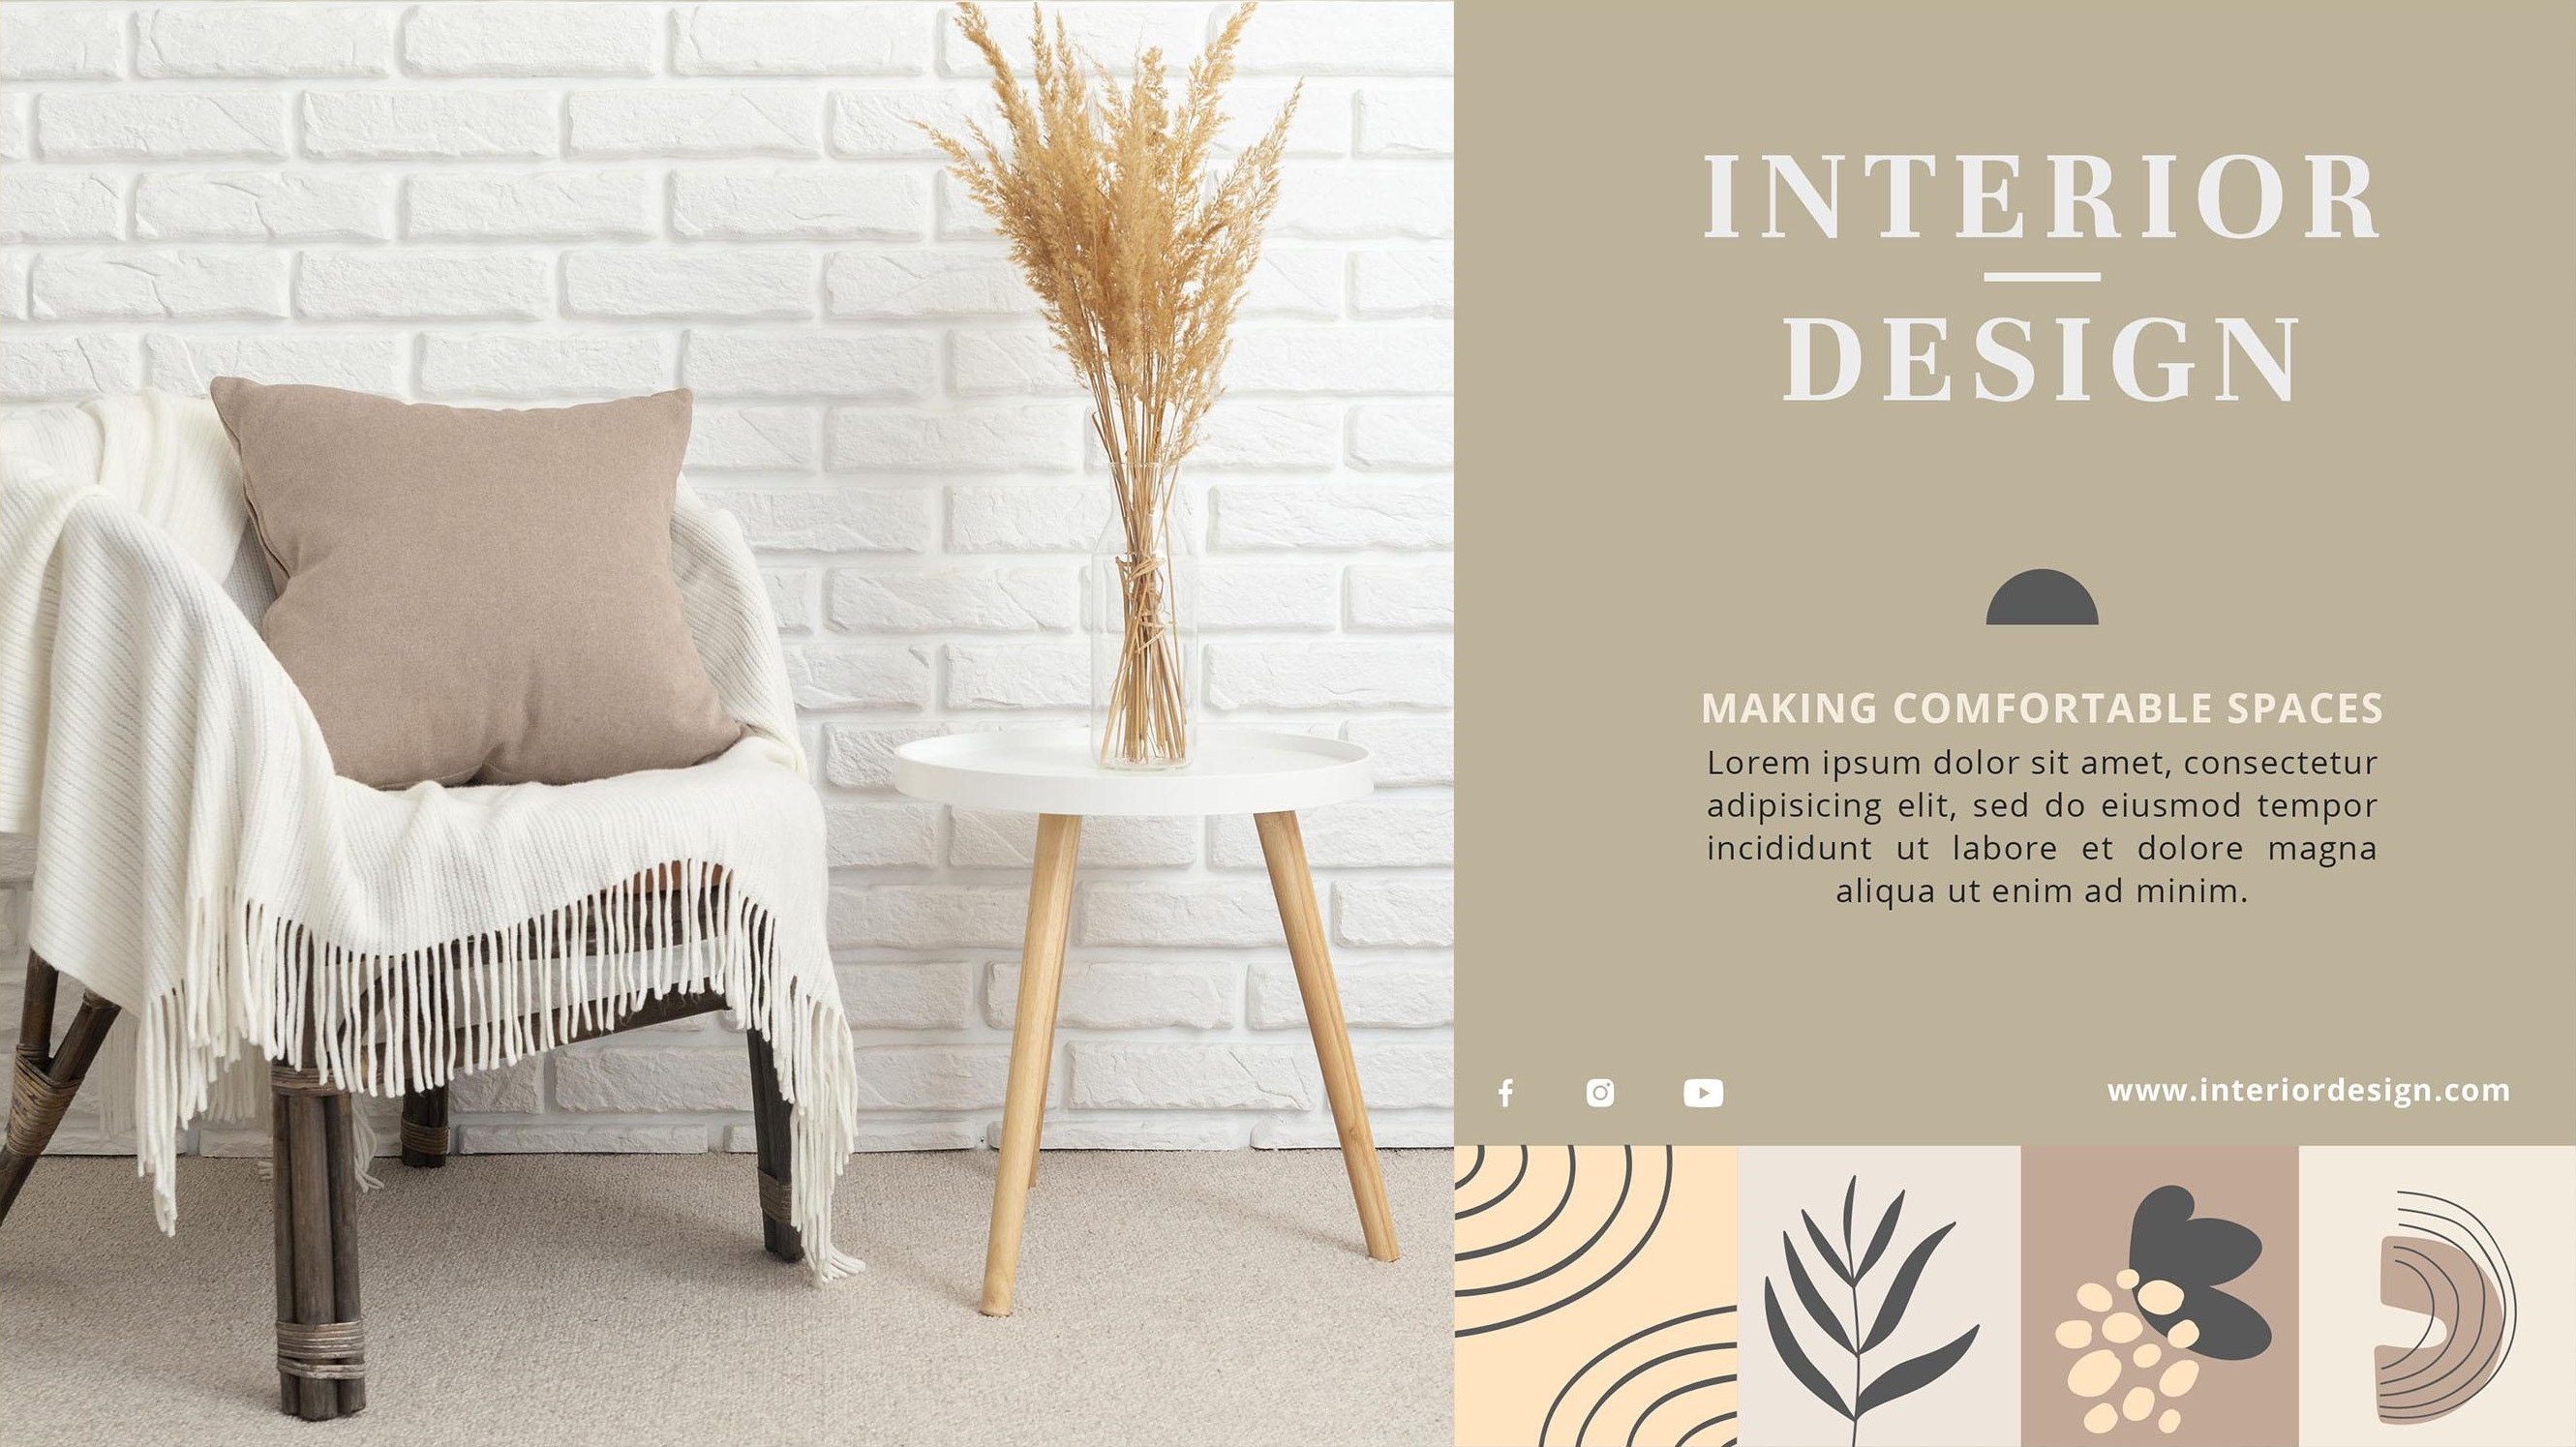 INTERIOR
DESIGN
MAKING COMFORTABLE SPACES
Lorem ipsum dolor sit amet, consectetur
adipisicing elit, sed do eiusmod tempor
incididunt ut labore et dolore magna
aliqua ut enim ad minim.
www.interiordesign.com